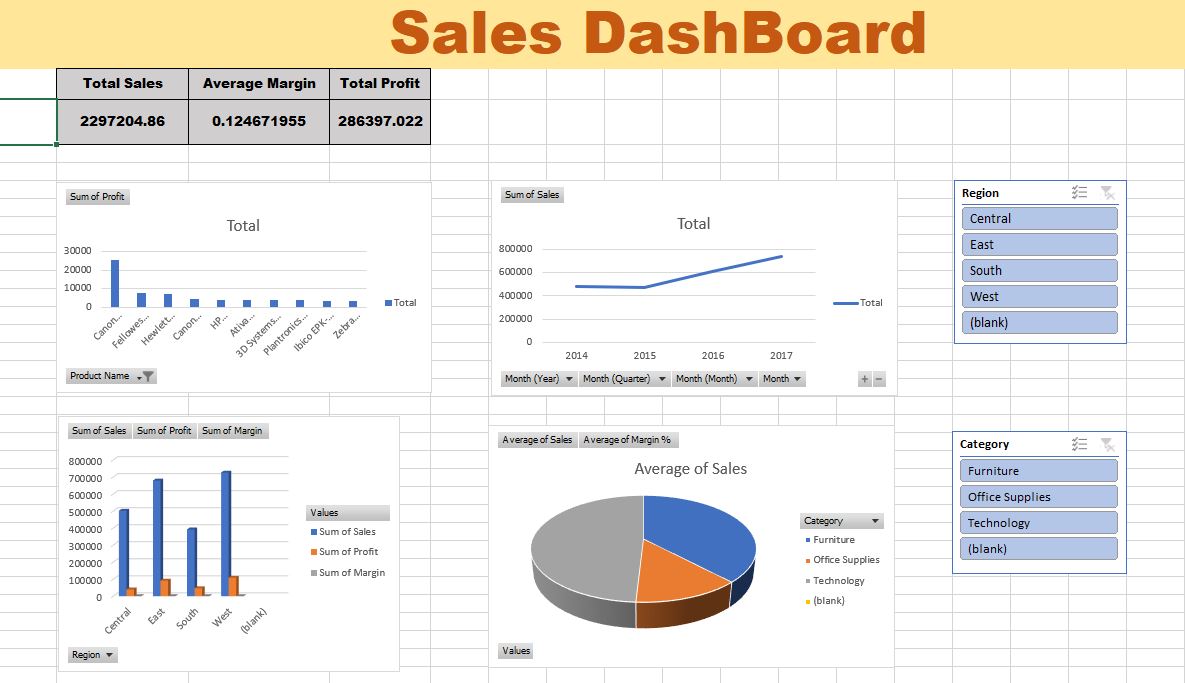 Sales DashBoard
Total Sales Average Margin Total Profit
2297204.86 0.124671955 286397.022
Sum of Profit
Total
30000
20000
10000
0
Canon...
Fellowes...
Hewlett...
Canon...
HP...
Ativa...
3D Systems...
Plantronics...
Ibico EPK-...
Zebra...
Total
Product Name
Sum of Sales
Total
800000
600000
400000
200000
0
2014 2015 2016 2017
Total
Month (Year) Month (Quarter) Month (Month) Month
+ −
Region
Central
East
South
West
(blank)
Sum of Sales Sum of Profit Sum of Margin
800000
700000
600000
500000
400000
300000
200000
100000
0
Central
East
South
West
(blank)
Values
Sum of Sales
Sum of Profit
Sum of Margin
Region
Average of Sales Average of Margin %
Average of Sales
Category
Furniture
Office Supplies
Technology
(blank)
Values
Category
Furniture
Office Supplies
Technology
(blank)